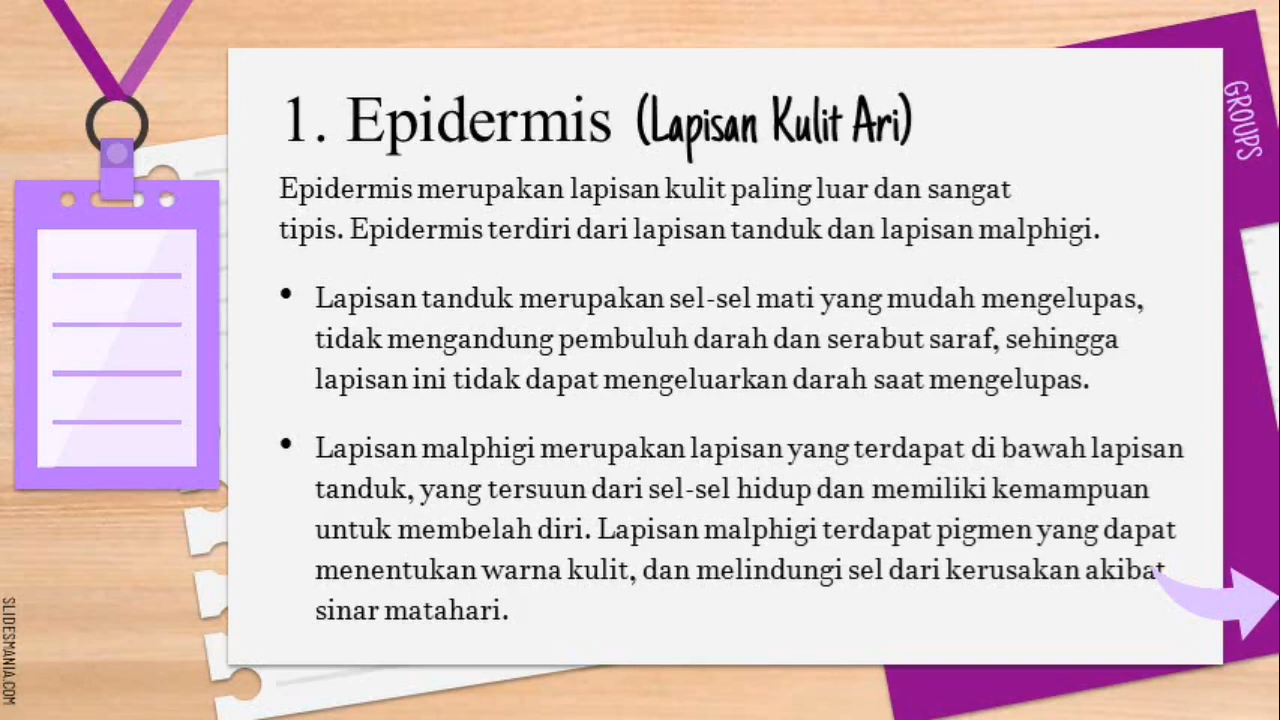 1. Epidermis (Lapisan Kulit Ari)
Epidermis merupakan lapisan kulit paling luar dan sangat
tipis. Epidermis terdiri dari lapisan tanduk dan lapisan malphigi.
• Lapisan tanduk merupakan sel-sel mati yang mudah mengelupas,
tidak mengandung pembuluh darah dan serabut saraf, sehingga
lapisan ini tidak dapat mengeluarkan darah saat mengelupas.
• Lapisan malphigi merupakan lapisan yang terdapat di bawah lapisan
tanduk, yang tersuun dari sel-sel hidup dan memiliki kemampuan
untuk membelah diri. Lapisan malphigi terdapat pigmen yang dapat
menentukan warna kulit, dan melindungi sel dari kerusakan akibat
sinar matahari.
GROUPS
SLIDESMANIA.COM